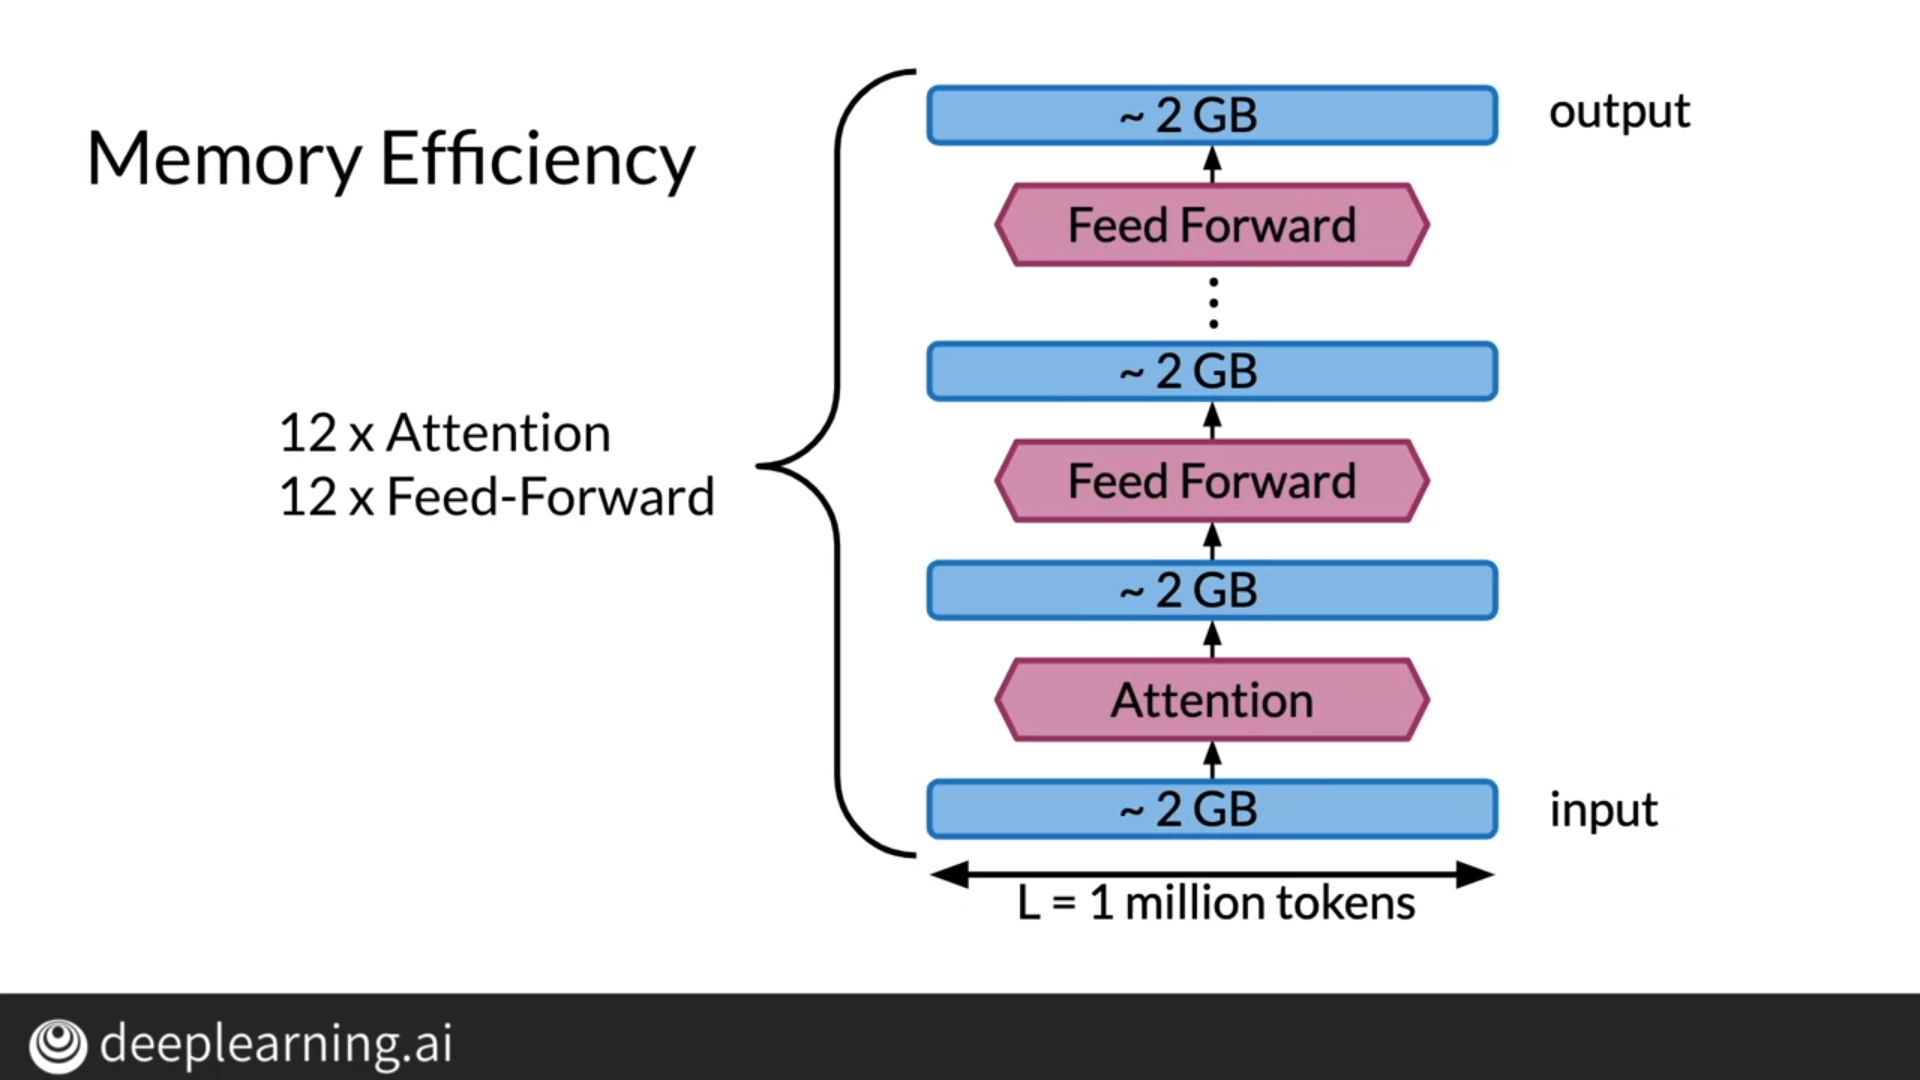 Memory Efficiency
12 x Attention
12 x Feed-Forward
~ 2 GB
output
Feed Forward
~ 2 GB
Feed Forward
~ 2 GB
Attention
~ 2 GB
input
L = 1 million tokens
deeplearning.ai